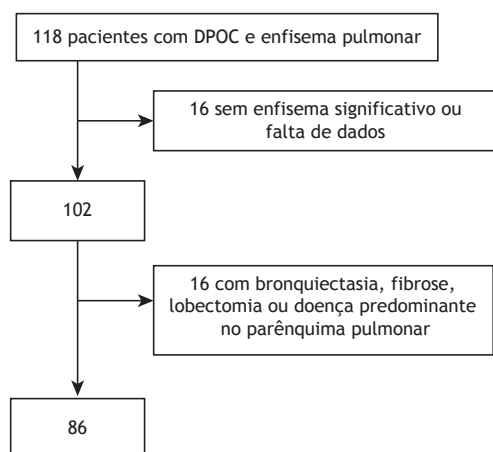 118 pacientes com DPOC e enfisema pulmonar
16 sem enfisema significativo ou
falta de dados
102
16 com bronquiectasia, fibrose,
lobectomia ou doença predominante
no parênquima pulmonar
86